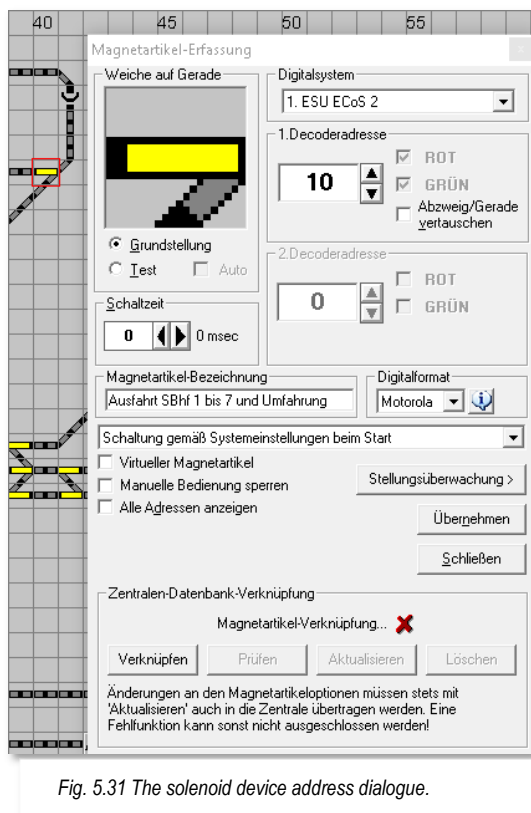 40 45 50 55
Magnetartikel-Erfassung
x
Weiche auf Gerade
Grundstellung
Test Auto
Schaltzeit
0 0 msec
Digitalsystem
1. ESU ECoS 2
1.Decoderadresse
10
ROT
GRÜN
Abzweig/Gerade
vertauschen
2.Decoderadresse
0
ROT
GRÜN
Magnetartikel-Bezeichnung
Ausfahrt SBhf 1 bis 7 und Umfahrung
Digitalformat
Motorola
Schaltung gemäß Systemeinstellungen beim Start
Virtueller Magnetartikel
Manuelle Bedienung sperren
Alle Adressen anzeigen
Stellungsüberwachung >
Übernehmen
Schließen
Zentralen-Datenbank-Verknüpfung
Magnetartikel-Verknüpfung...
Verknüpfen Prüfen Aktualisieren Löschen
Änderungen an den Magnetartikeloptionen müssen stets mit
'Aktualisieren' auch in die Zentrale übertragen werden. Eine
Fehlfunktion kann sonst nicht ausgeschlossen werden!
Fig. 5.31 The solenoid device address dialogue.